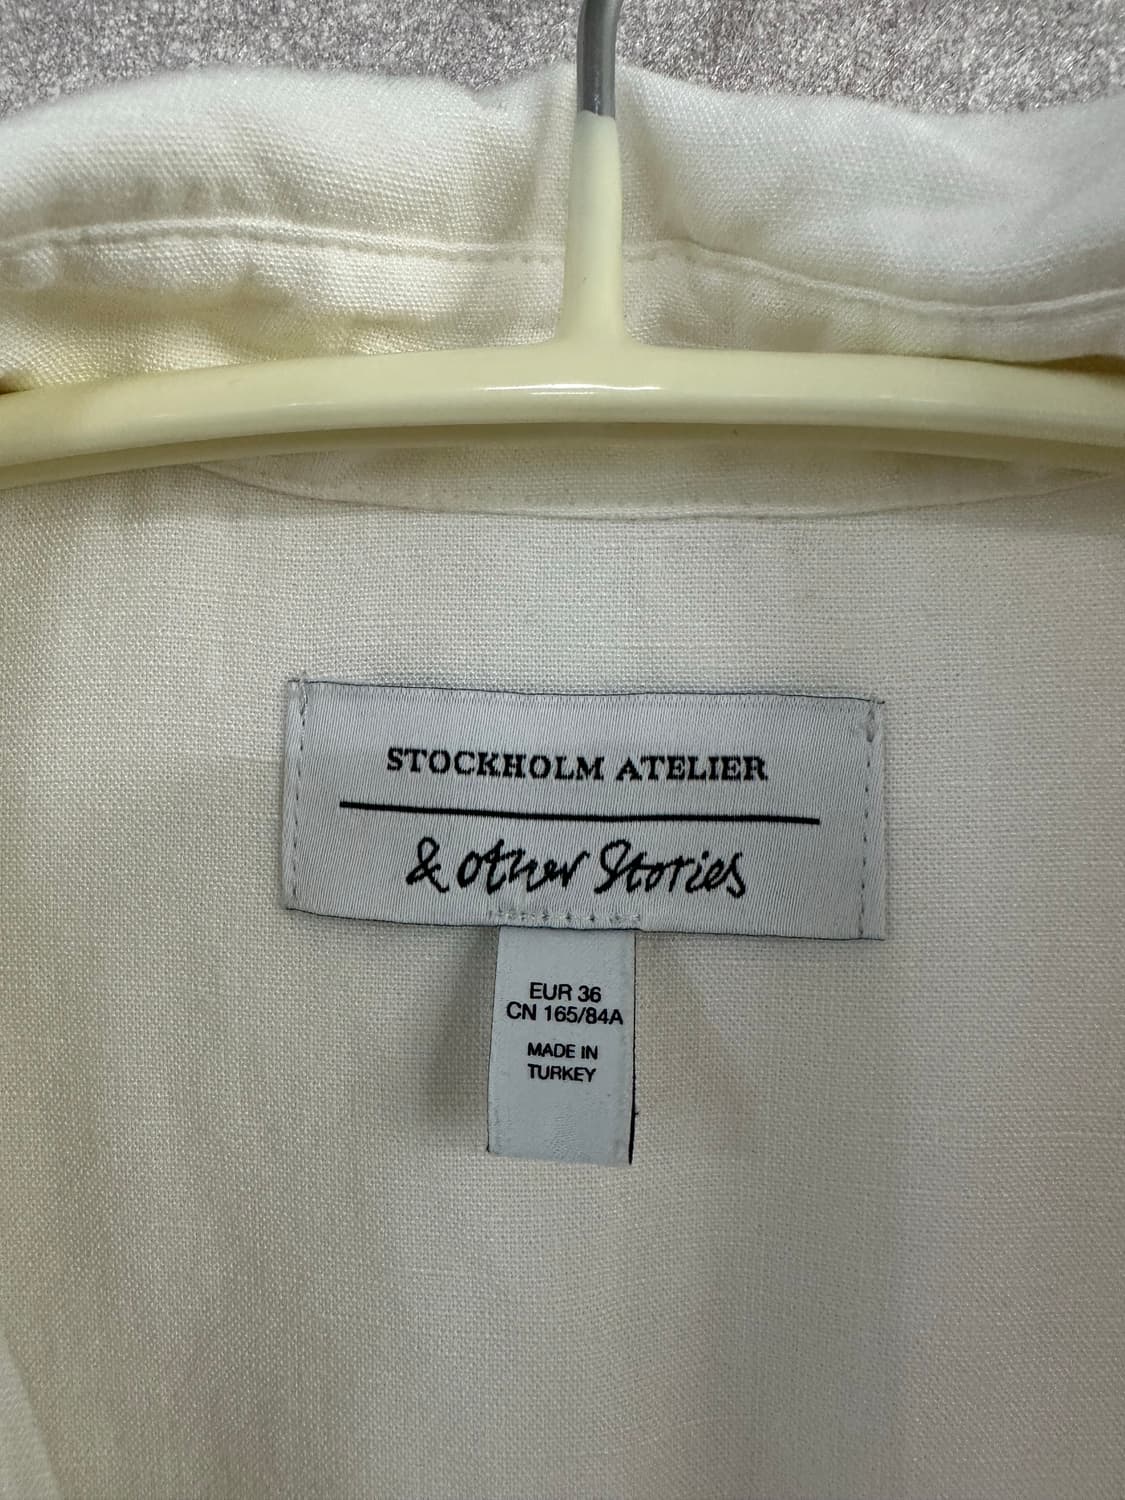 STOCKHOLM ATELIER
& other Stories
EUR 36
CN 165/84A
MADE IN
TURKEY